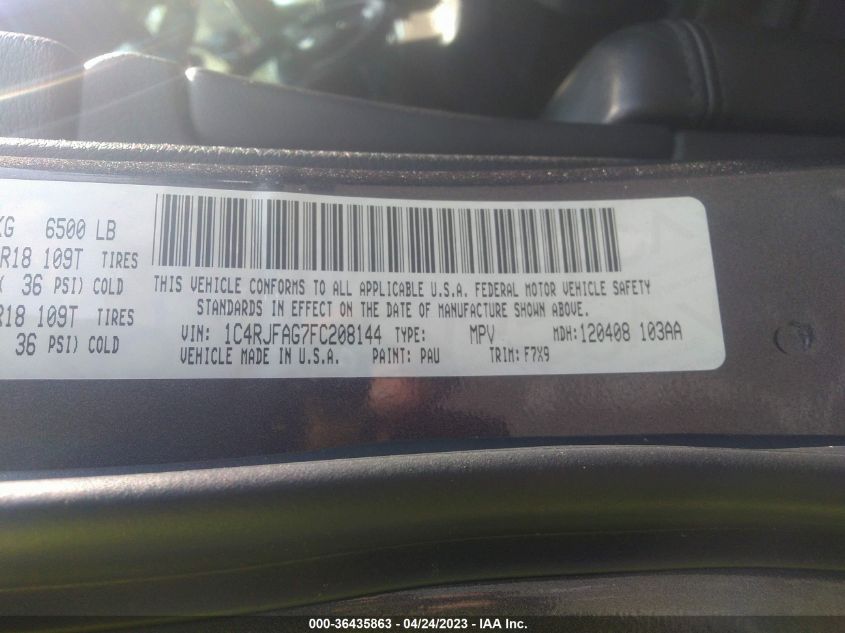 KG 6500 LB
R18 109T TIRES
( 36 PSI) COLD
R18 109T TIRES
36 PSI) COLD
THIS VEHICLE CONFORMS TO ALL APPLICABLE U.S.A. FEDERAL MOTOR VEHICLE SAFETY
STANDARDS IN EFFECT ON THE DATE OF MANUFACTURE SHOWN ABOVE.
VIN: 1C4RJFAG7FC208144 TYPE: MPV MDH: 120408 103AA
VEHICLE MADE IN U.S.A. PAINT: PAU TRIM: F7X9
000-36435863 - 04/24/2023 - IAA Inc.